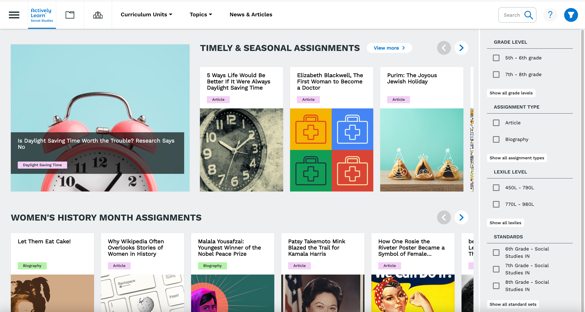 Actively
Learn
Social Studies
Curriculum Units
Topics
News & Articles
Search
?
TIMELY & SEASONAL ASSIGNMENTS
View more
Is Daylight Saving Time Worth the Trouble? Research Says
No
Daylight Saving Time
5 Ways Life Would Be
Better If It Were Always
Daylight Saving Time
Article
Elizabeth Blackwell, The
First Woman to Become
a Doctor
Article
Purim: The Joyous
Jewish Holiday
Article
WOMEN'S HISTORY MONTH ASSIGNMENTS
Let Them Eat Cake!
Biography
Why Wikipedia Often
Overlooks Stories of
Women in History
Article
Malala Yousafzai:
Youngest Winner of the
Nobel Peace Prize
Biography
Patsy Takemoto Mink
Blazed the Trail for
Kamala Harris
Article
How One Rosie the
Riveter Poster Became a
Symbol of Female...
Article
GRADE LEVEL
5th - 6th grade
7th - 8th grade
Show all grade levels
ASSIGNMENT TYPE
Article
Biography
Show all assignment types
LEXILE LEVEL
450L - 790L
770L - 980L
Show all lexiles
STANDARDS
6th Grade - Social
Studies IN
7th Grade - Social
Studies IN
8th Grade - Social
Studies IN
Show all standard sets